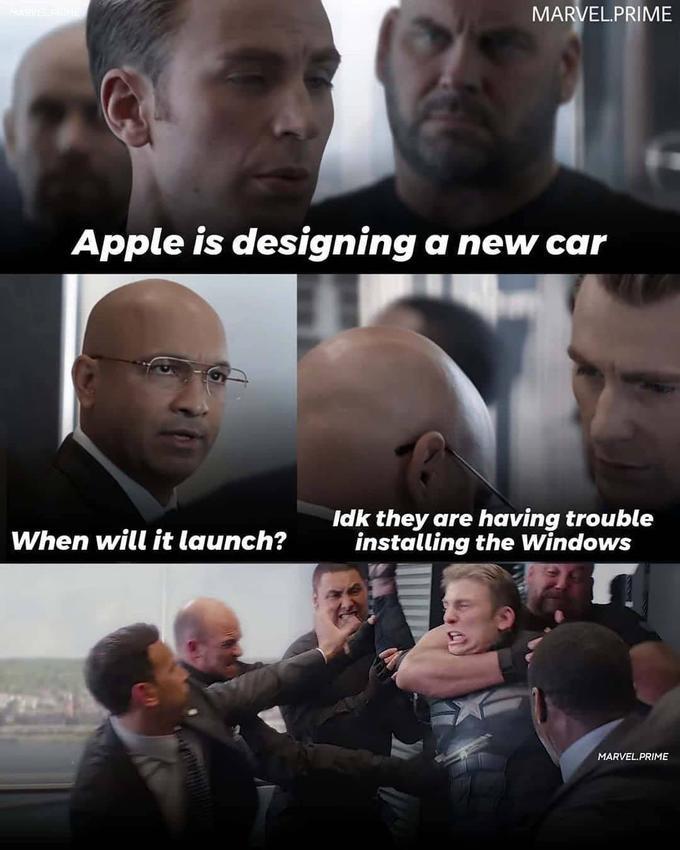 MARVEL.PRIME
MARVEL.PRIME
Apple is designing a new car
When will it launch?
Idk they are having trouble
installing the Windows
MARVEL.PRIME